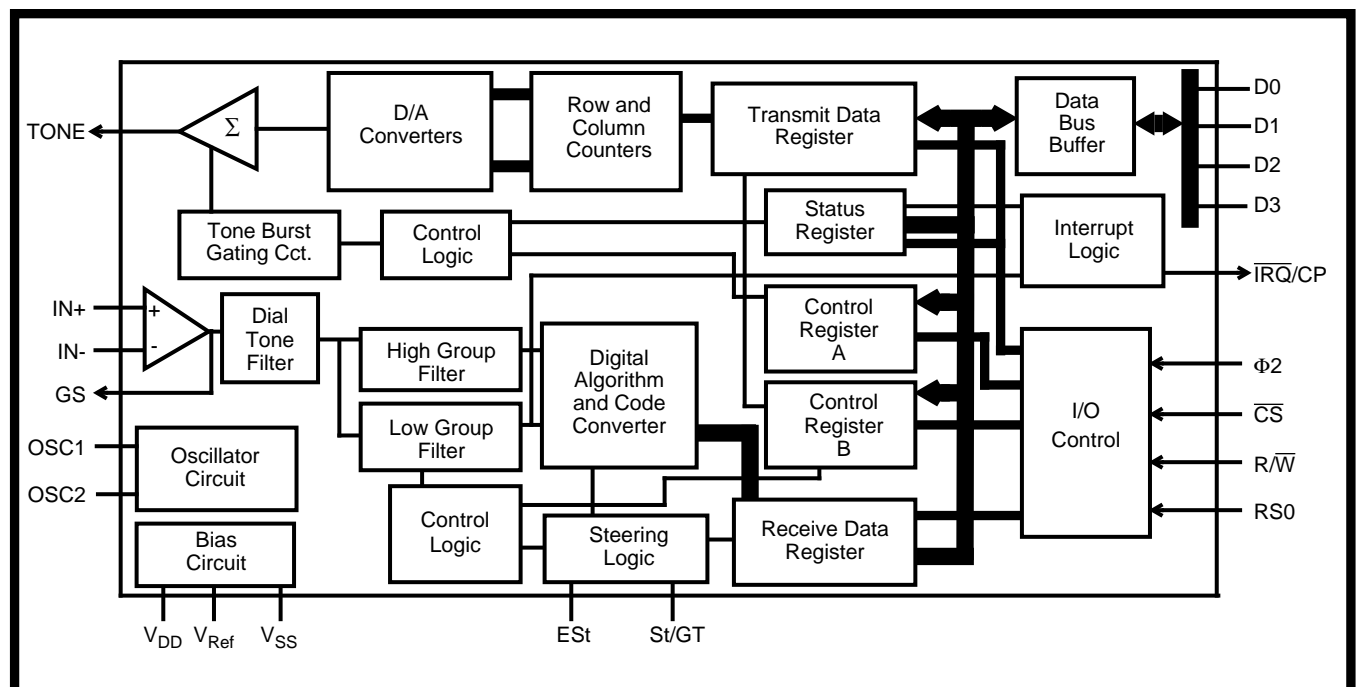 D/A
Converters
Row and
Column
Counters
Transmit Data
Register
Data
Bus
Buffer
D0
D1
D2
D3
TONE
Σ
Tone Burst
Gating Cct.
Control
Logic
Status
Register
Interrupt
Logic
I̅R̅Q̅/CP
IN+
IN-
GS
+
-
Dial
Tone
Filter
High Group
Filter
Low Group
Filter
Digital
Algorithm
and Code
Converter
Control
Register
A
Control
Register
B
I/O
Control
Φ2
C̅S̅
R/W̅
RS0
OSC1
OSC2
Oscillator
Circuit
Bias
Circuit
Control
Logic
Steering
Logic
Receive Data
Register
VDD
VRef
VSS
ESt
St/GT